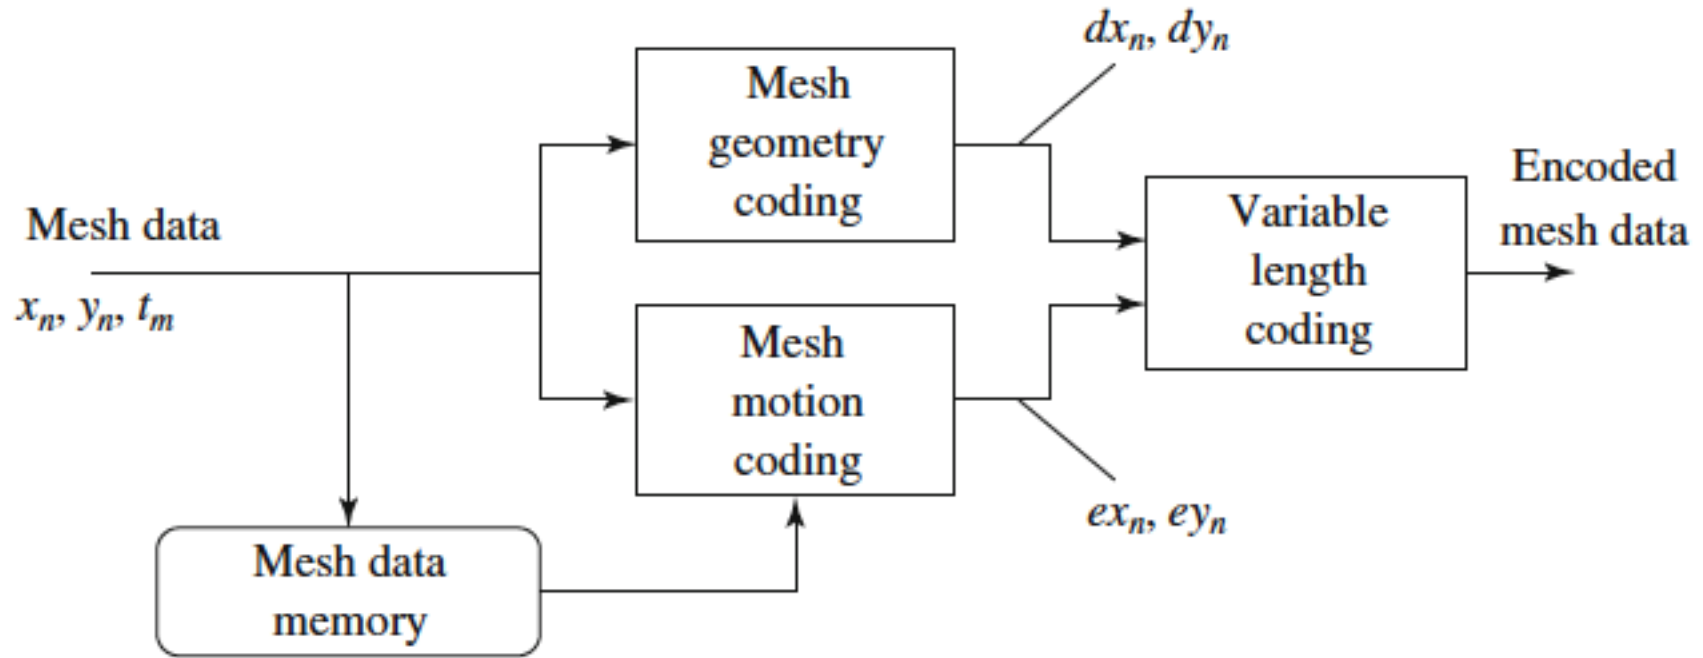 dxₙ, dyₙ
Mesh
geometry
coding
Encoded
mesh data
Variable
length
coding
Mesh data
xₙ, yₙ, tₘ
Mesh
motion
coding
exₙ, eyₙ
Mesh data
memory